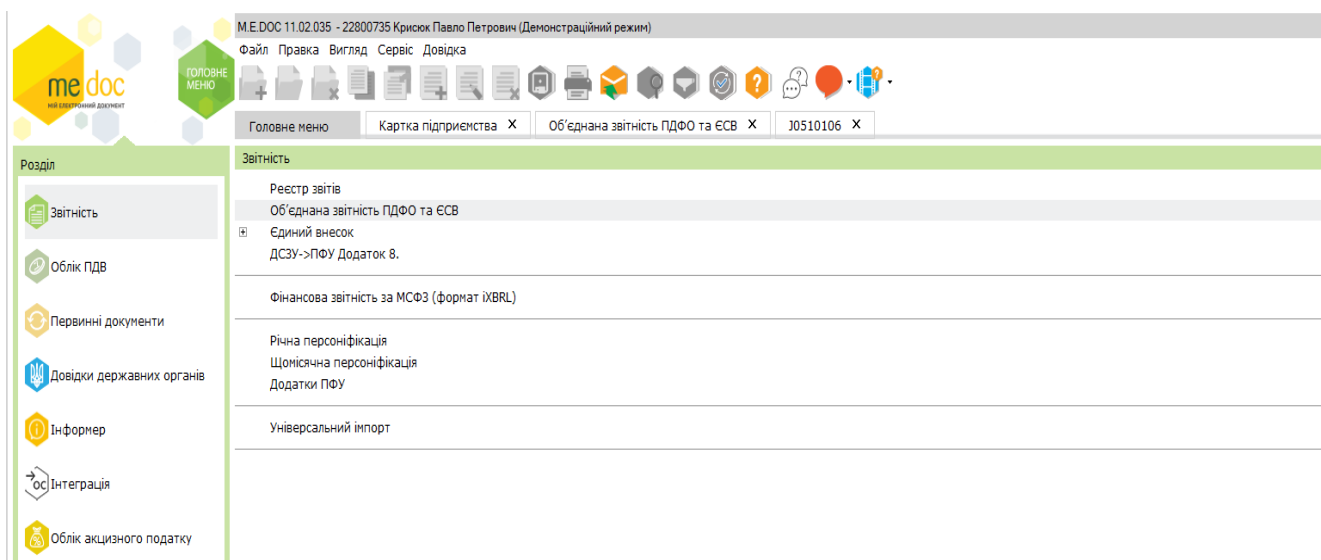 M.E.DOC 11.02.035 - 22800735 Крисюк Павло Петрович (Демонстраційний режим)
Файл Правка Вигляд Сервіс Довідка
me doc
МІЙ ЕЛЕКТРОННИЙ ДОКУМЕНТ
ГОЛОВНЕ
МЕНЮ
Головне меню
Картка підприємства X
Об'єднана звітність ПДФО та ЄСВ X
J0510106 X
Розділ
Звітність
Облік ПДВ
Первинні документи
Довідки державних органів
Інформер
Інтеграція
Облік акцизного податку
Звітність
Реєстр звітів
Об'єднана звітність ПДФО та ЄСВ
Єдиний внесок
ДСЗУ->ПФУ Додаток 8.
Фінансова звітність за МСФЗ (формат iXBRL)
Річна персоніфікація
Щомісячна персоніфікація
Додатки ПФУ
Універсальний імпорт